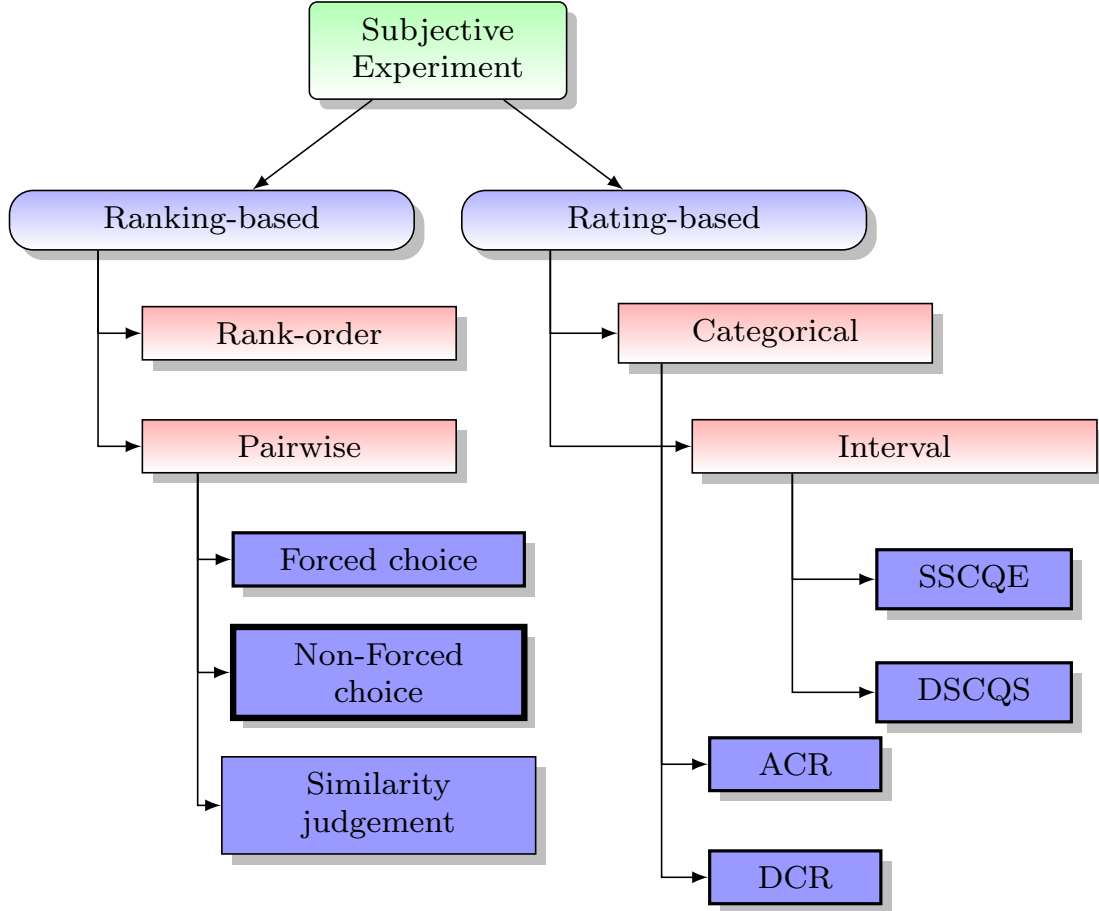 Subjective
Experiment
Ranking-based
Rating-based
Rank-order
Categorical
Pairwise
Interval
Forced choice
SSCQE
Non-Forced
choice
DSCQS
ACR
Similarity
judgement
DCR